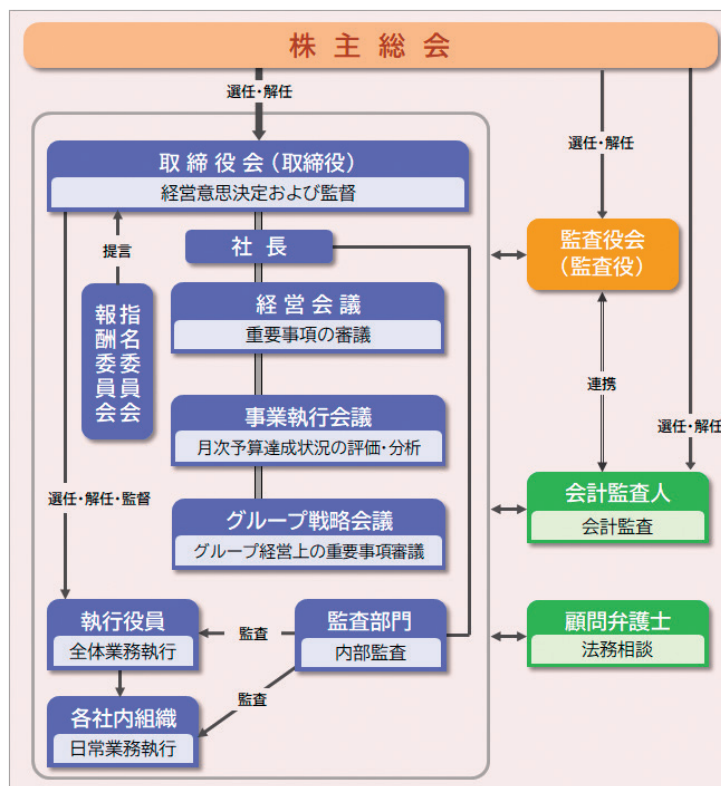 株主総会
選任・解任
選任・解任
選任・解任
取締役会（取締役）
経営意思決定および監督
提言
社長
監査役会
（監査役）
指名委員会
報酬委員会
経営会議
重要事項の審議
連携
事業執行会議
月次予算達成状況の評価・分析
選任・解任・監督
会計監査人
会計監査
グループ戦略会議
グループ経営上の重要事項審議
執行役員
全体業務執行
監査
監査部門
内部監査
顧問弁護士
法務相談
監査
各社内組織
日常業務執行